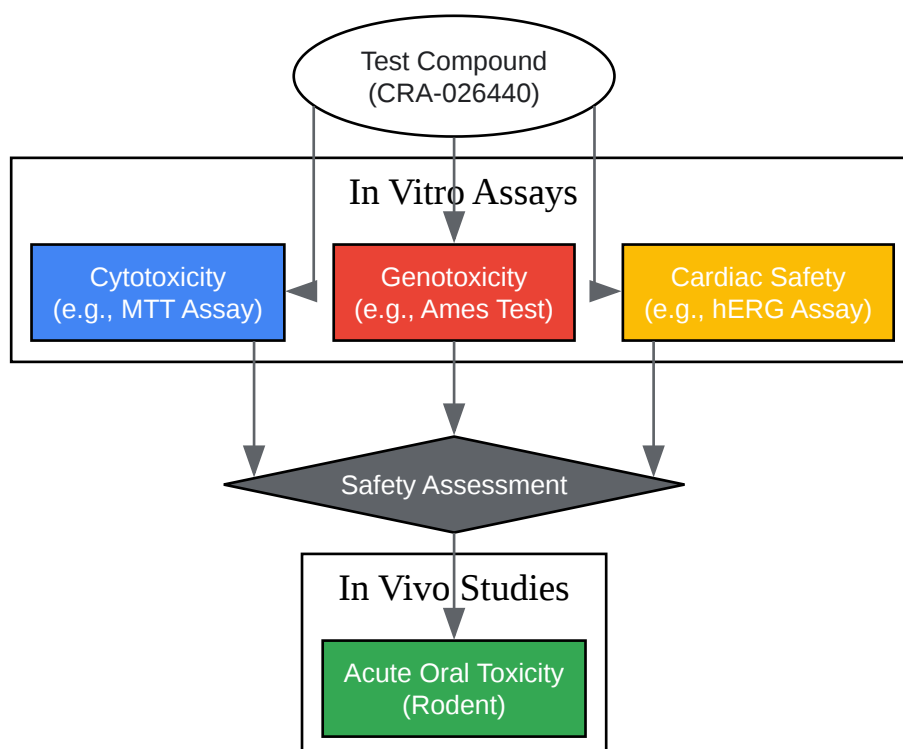 Test Compound
(CRA-026440)
In Vitro Assays
Cytotoxicity
(e.g., MTT Assay)
Genotoxicity
(e.g., Ames Test)
Cardiac Safety
(e.g., hERG Assay)
Safety Assessment
In Vivo Studies
Acute Oral Toxicity
(Rodent)